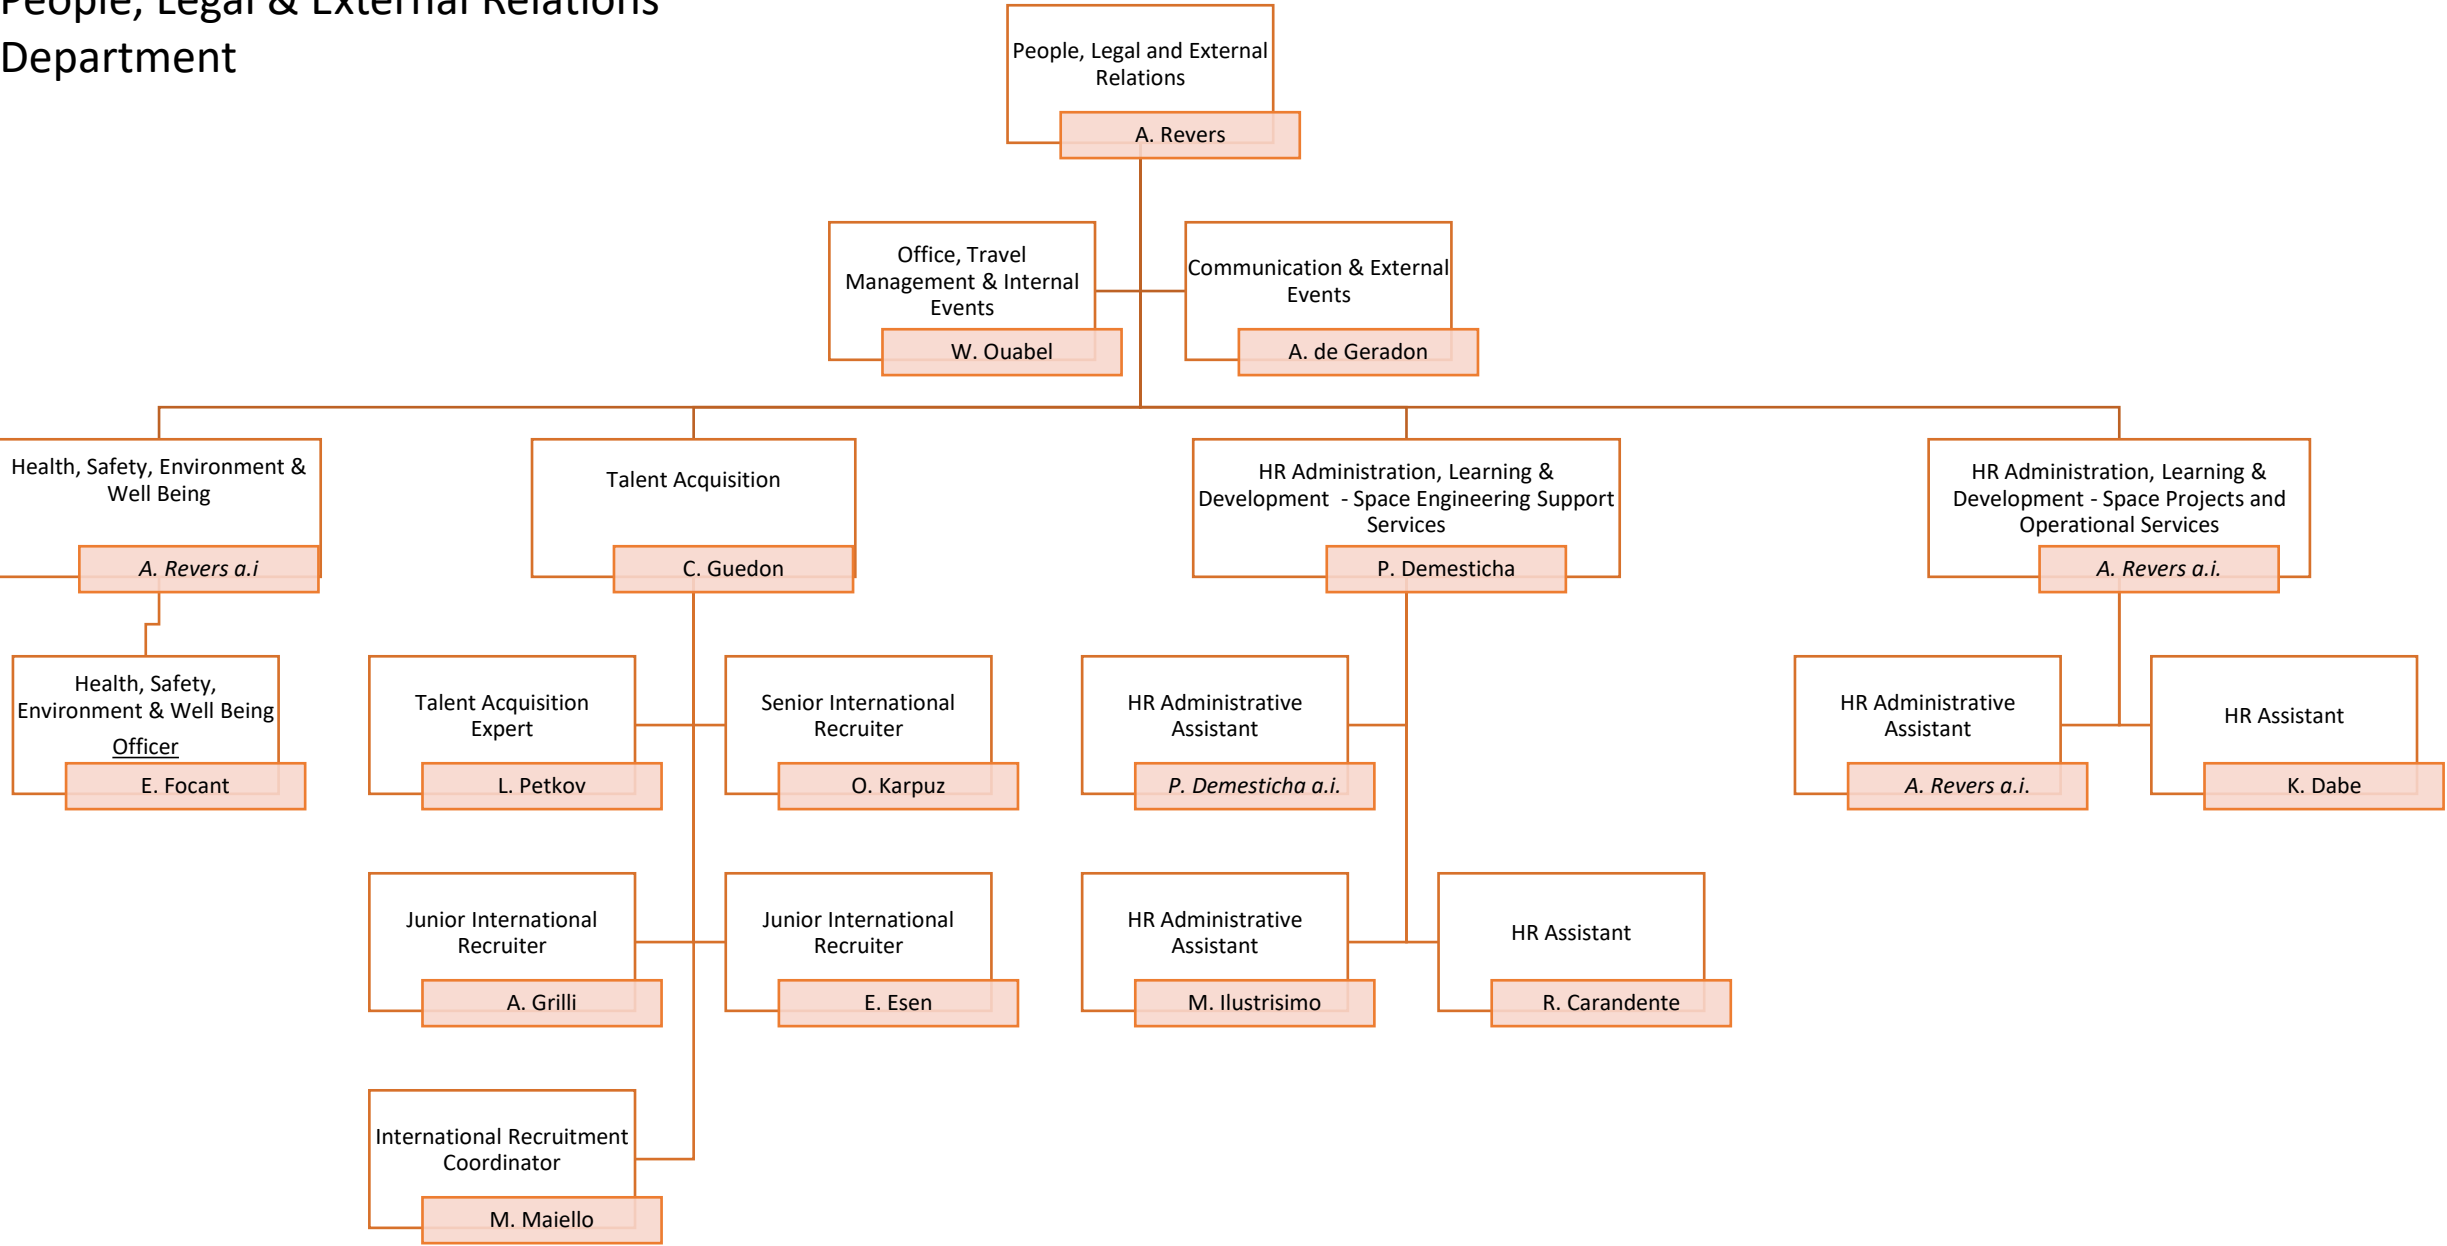 People, Legal & External Relations
Department
People, Legal and External
Relations
A. Revers
Office, Travel
Management & Internal
Events
W. Ouabel
Communication & External
Events
A. de Geradon
Health, Safety, Environment &
Well Being
A. Revers a.i
Talent Acquisition
C. Guedon
HR Administration, Learning &
Development - Space Engineering Support
Services
P. Demesticha
HR Administration, Learning &
Development - Space Projects and
Operational Services
A. Revers a.i.
Health, Safety,
Environment & Well Being
Officer
E. Focant
Talent Acquisition
Expert
L. Petkov
Senior International
Recruiter
O. Karpuz
HR Administrative
Assistant
P. Demesticha a.i.
HR Administrative
Assistant
A. Revers a.i.
HR Assistant
K. Dabe
Junior International
Recruiter
A. Grilli
Junior International
Recruiter
E. Esen
HR Administrative
Assistant
M. Ilustrisimo
HR Assistant
R. Carandente
International Recruitment
Coordinator
M. Maiello